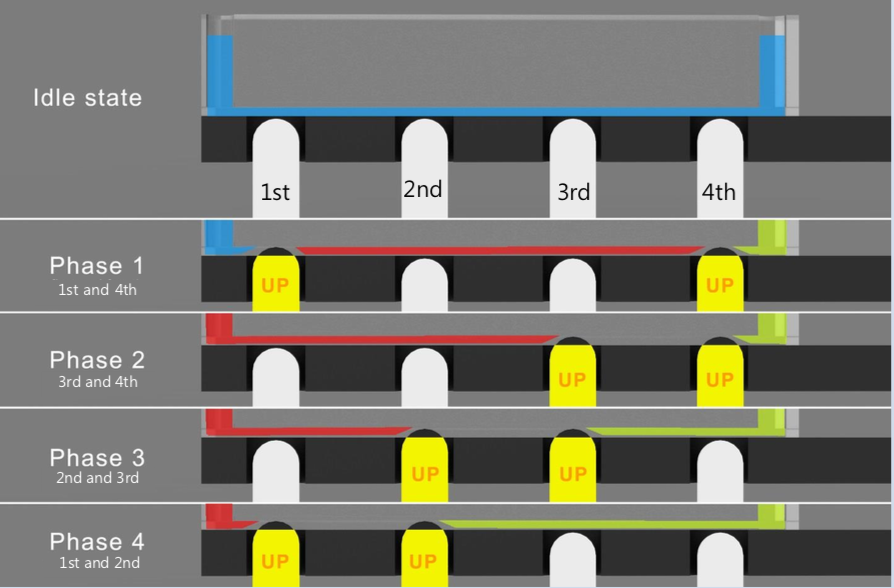 Idle state
1st
2nd
3rd
4th
Phase 1
1st and 4th
UP
UP
Phase 2
3rd and 4th
UP
UP
Phase 3
2nd and 3rd
UP
UP
Phase 4
1st and 2nd
UP
UP